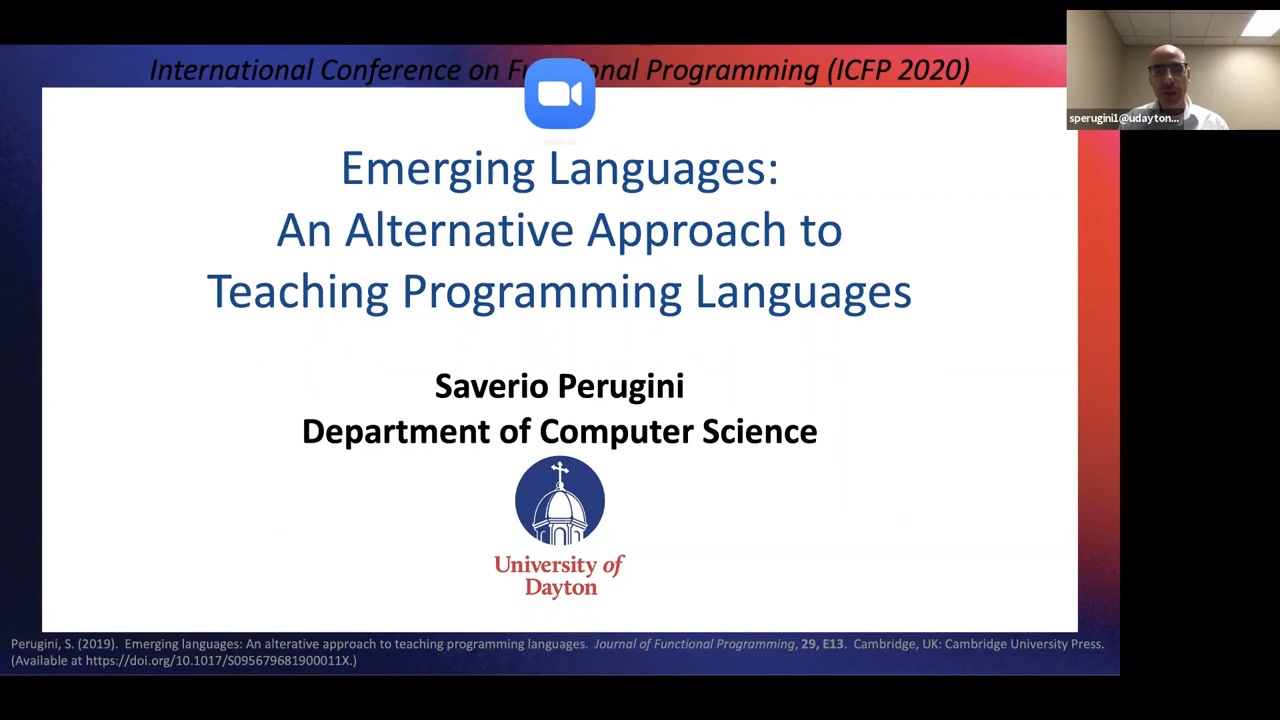 International Conference on Functional Programming (ICFP 2020)
sperugini1@udayton...
Emerging Languages:
An Alternative Approach to
Teaching Programming Languages
Saverio Perugini
Department of Computer Science
University of
Dayton
Perugini, S. (2019). Emerging languages: An alterative approach to teaching programming languages. Journal of Functional Programming, 29, E13. Cambridge, UK: Cambridge University Press.
(Available at https://doi.org/10.1017/S095679681900011X.)